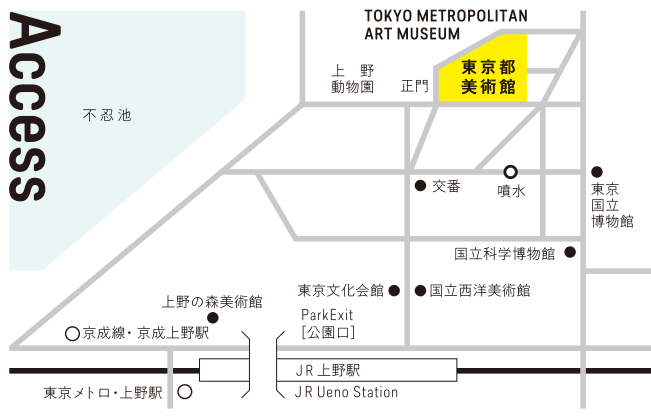 Access
TOKYO METROPOLITAN
ART MUSEUM
東京都
美術館
上 野
動物園
正門
不忍池
交番
噴水
東京
国立
博物館
国立科学博物館
東京文化会館
国立西洋美術館
上野の森美術館
ParkExit
[公園口]
京成線・京成上野駅
JR 上野駅
東京メトロ・上野駅
JR Ueno Station